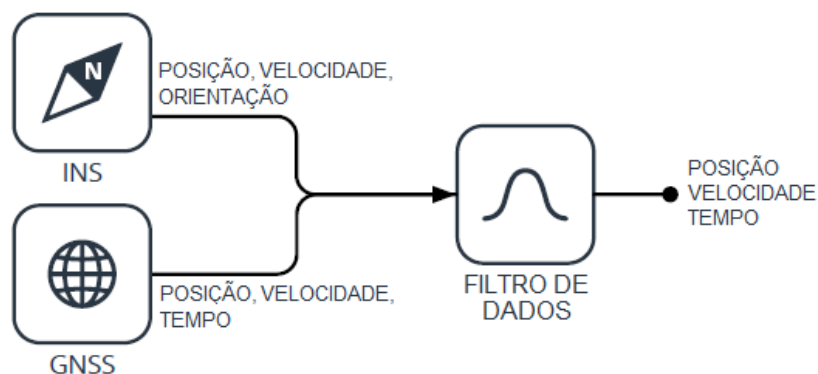 N
POSIÇÃO, VELOCIDADE,
ORIENTAÇÃO
INS
POSIÇÃO, VELOCIDADE,
TEMPO
GNSS
FILTRO DE
DADOS
POSIÇÃO
VELOCIDADE
TEMPO